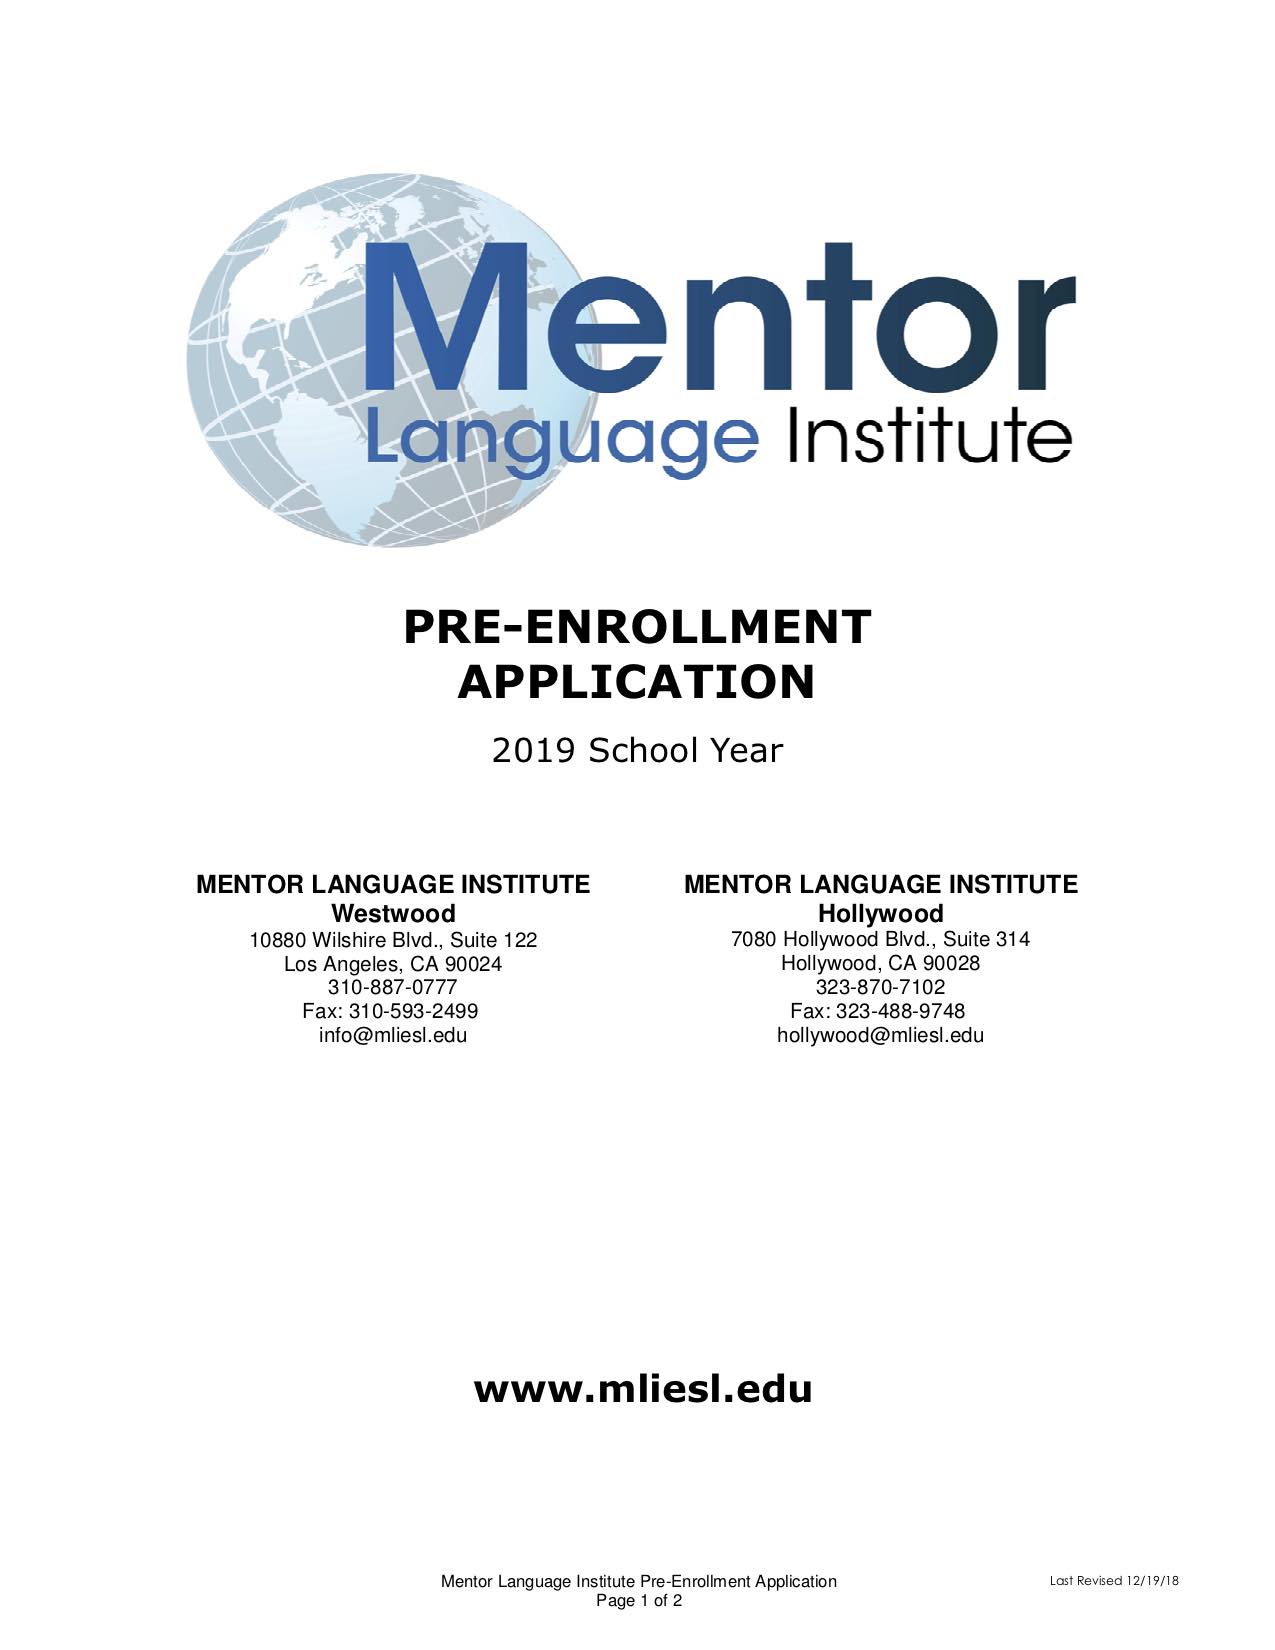 Mentor
Language Institute
PRE-ENROLLMENT
APPLICATION
2019 School Year
MENTOR LANGUAGE INSTITUTE
Westwood
10880 Wilshire Blvd., Suite 122
Los Angeles, CA 90024
310-887-0777
Fax: 310-593-2499
info@mliesl.edu
MENTOR LANGUAGE INSTITUTE
Hollywood
7080 Hollywood Blvd., Suite 314
Hollywood, CA 90028
323-870-7102
Fax: 323-488-9748
hollywood@mliesl.edu
www.mliesl.edu
Mentor Language Institute Pre-Enrollment Application
Page 1 of 2
Last Revised 12/19/18